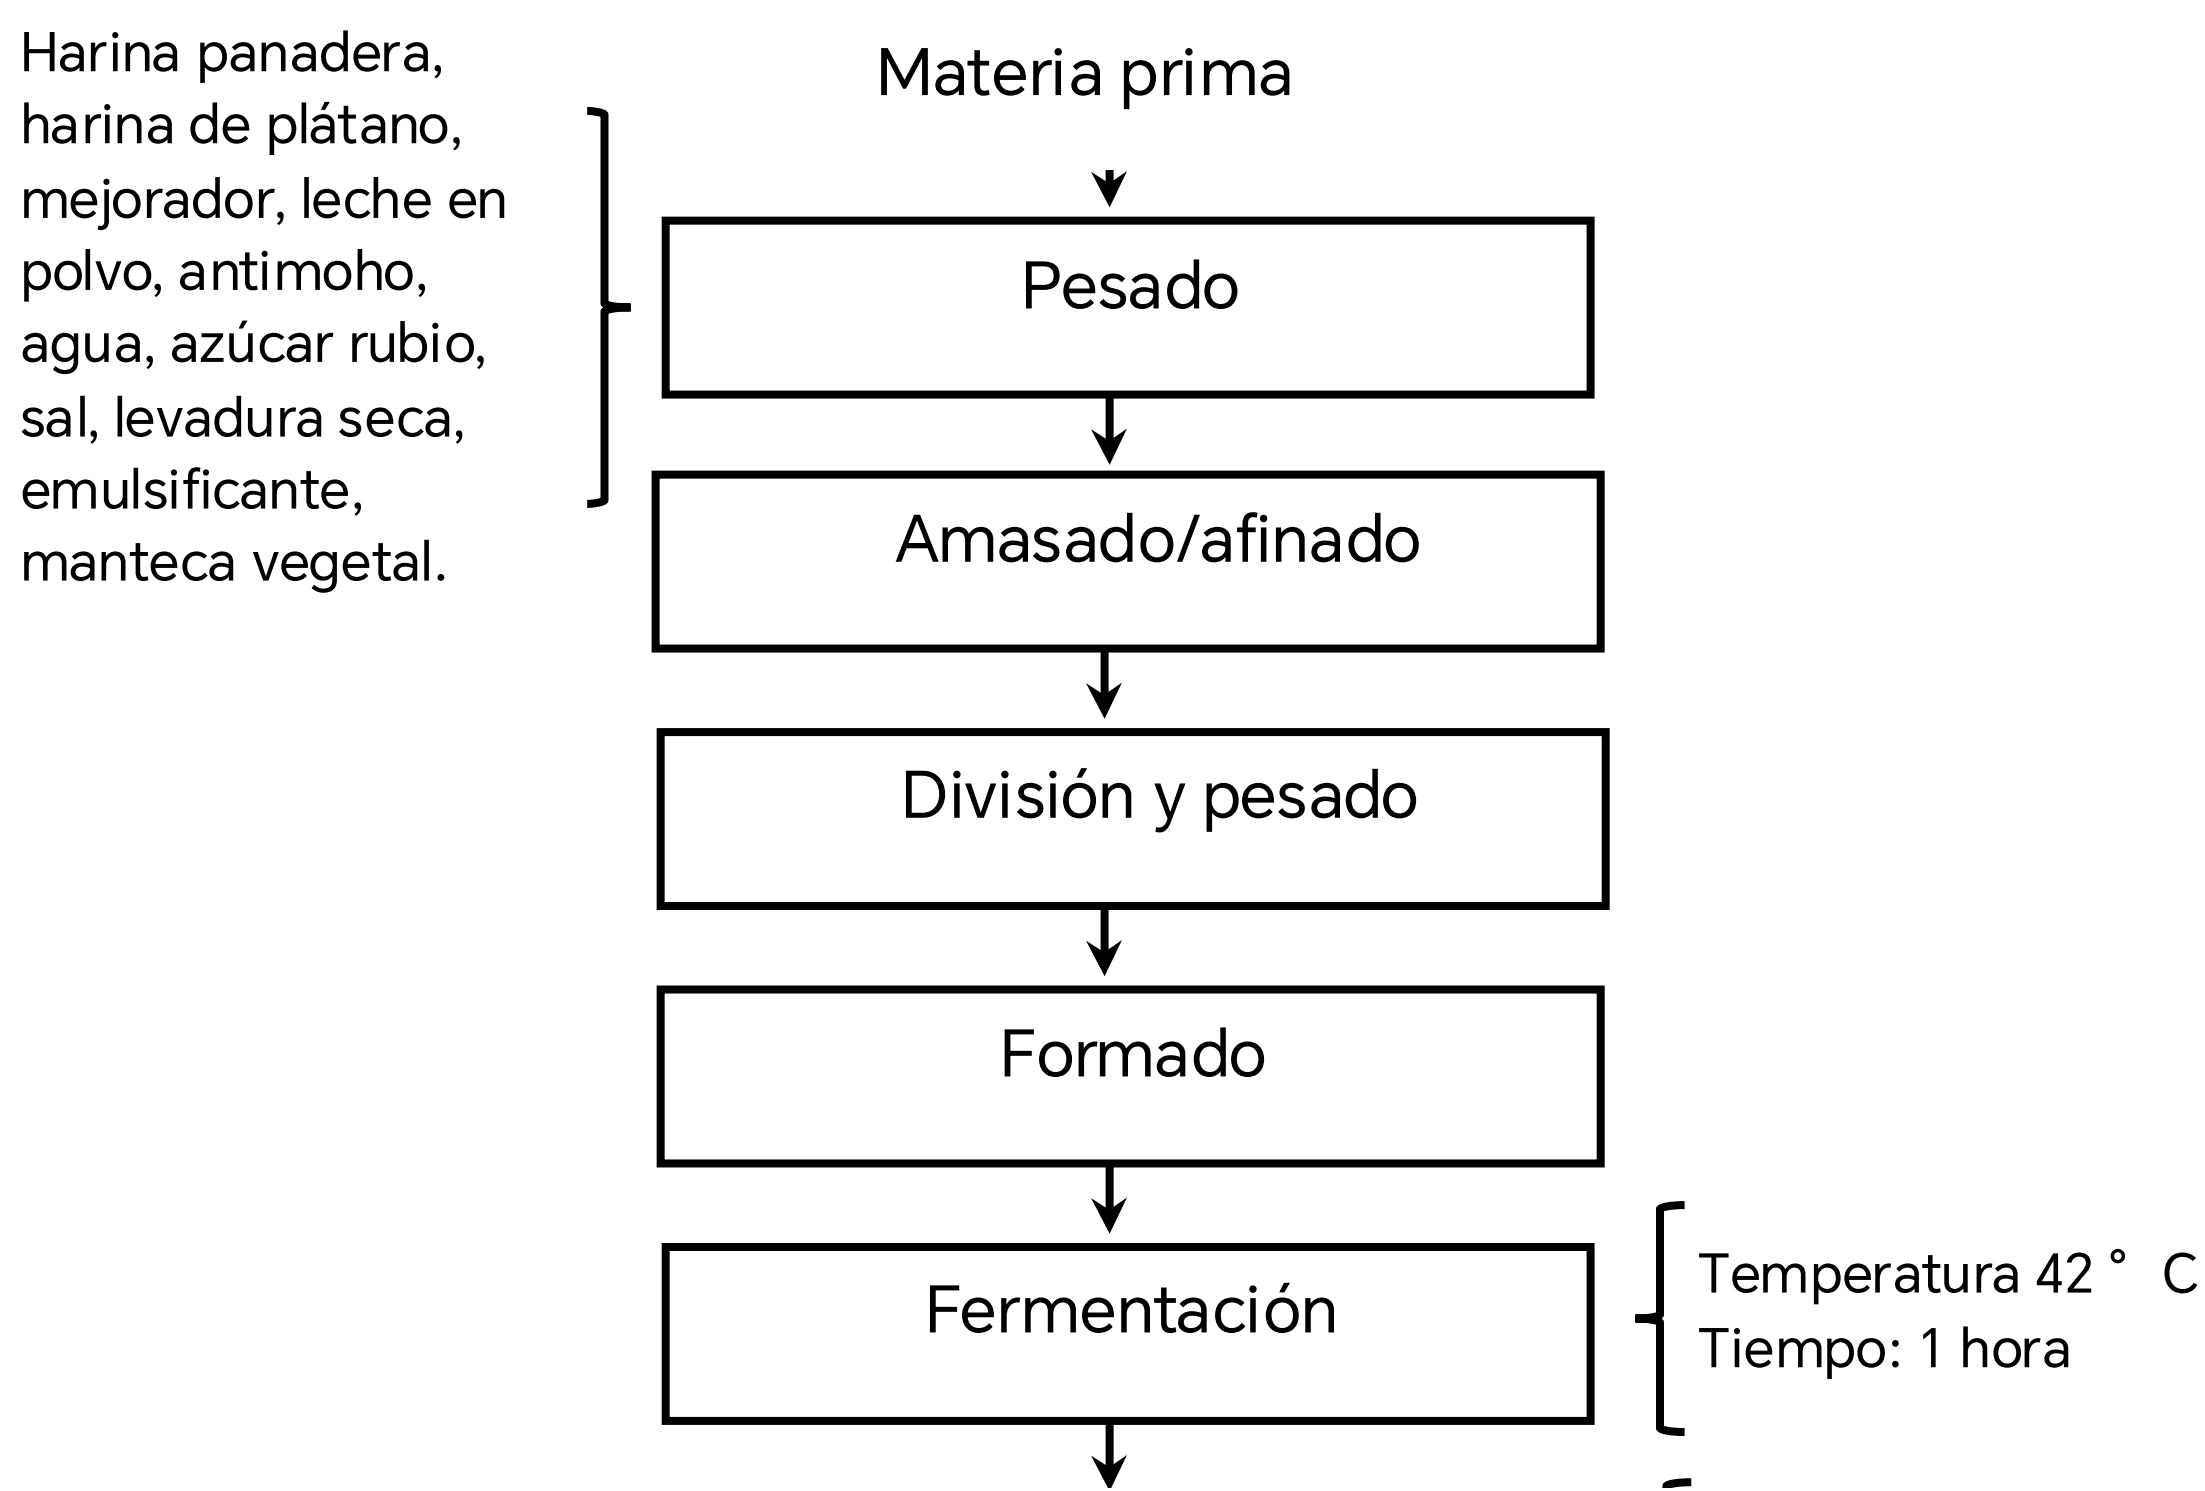 Harina panadera,
harina de plátano,
mejorador, leche en
polvo, antimoho,
agua, azúcar rubio,
sal, levadura seca,
emulsificante,
manteca vegetal.
Materia prima
Pesado
Amasado/afinado
División y pesado
Formado
Fermentación
Temperatura 42 ° C
Tiempo: 1 hora